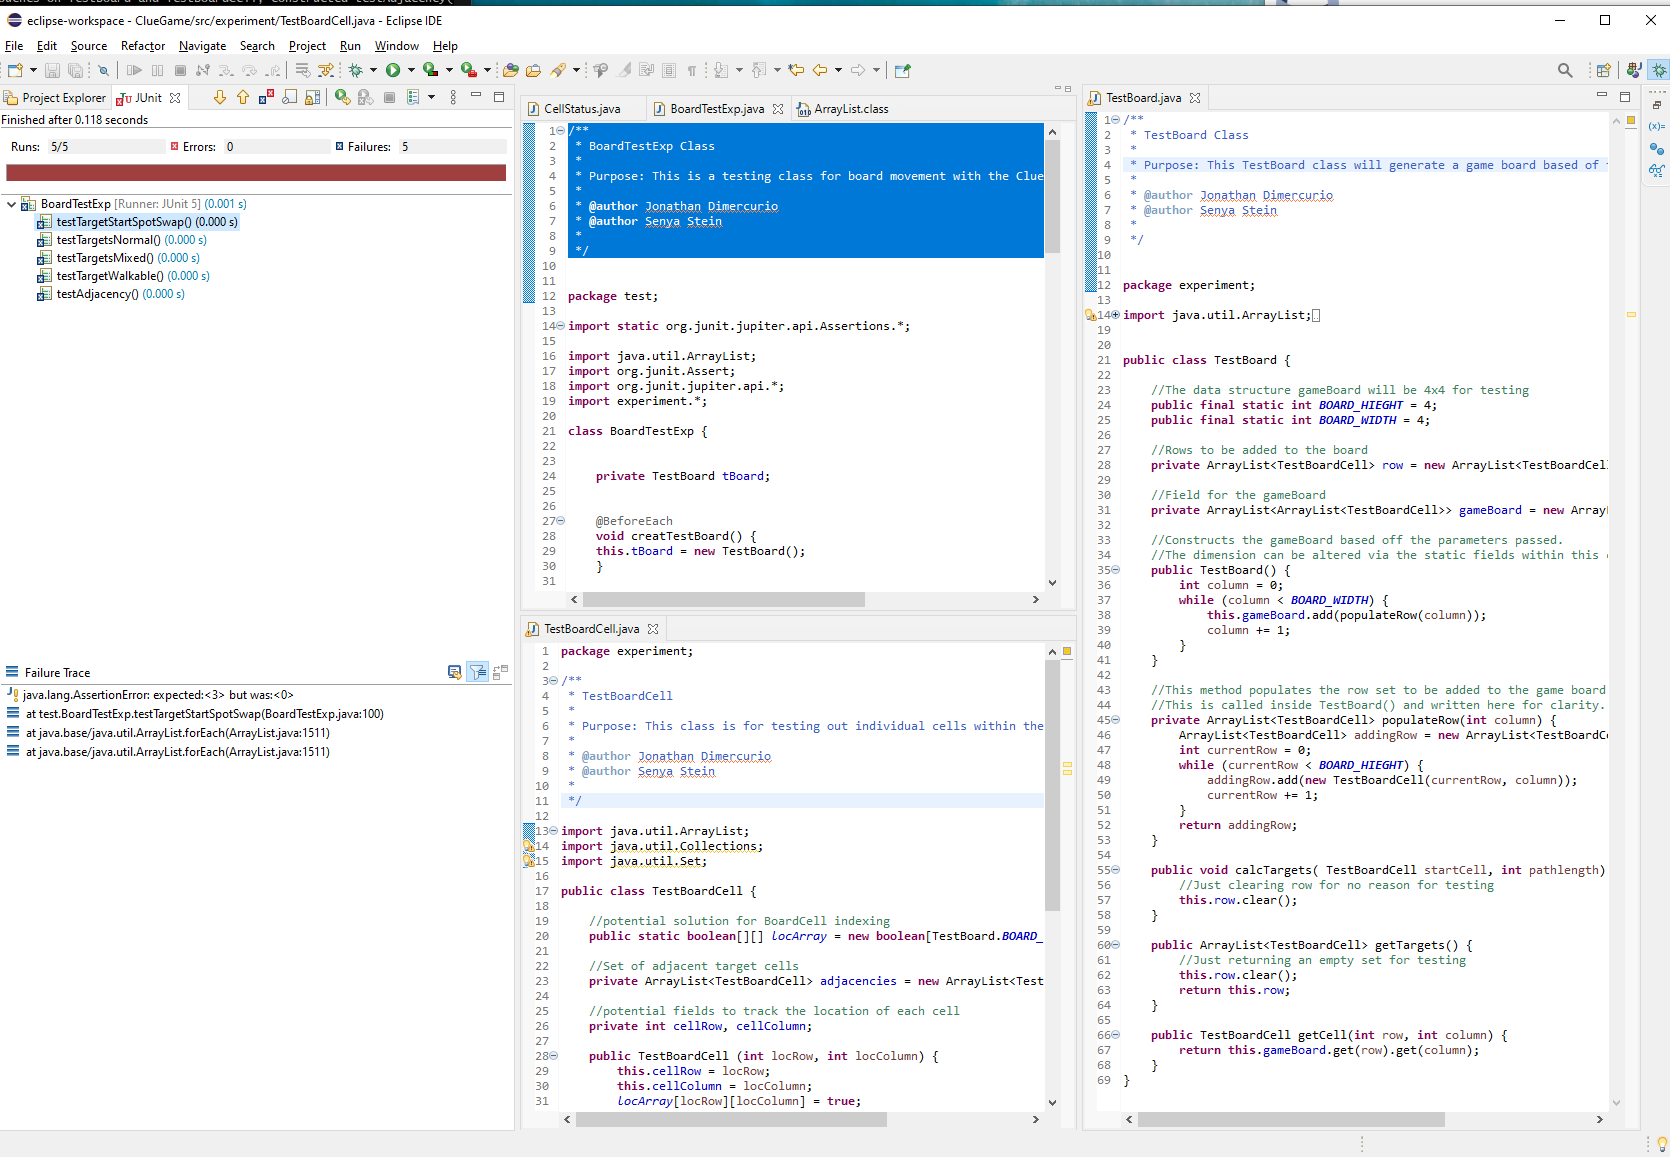 eclipse-workspace - ClueGame/src/experiment/TestBoardCell.java - Eclipse IDE
File Edit Source Refactor Navigate Search Project Run Window Help
Project Explorer JUnit
Finished after 0.118 seconds
Runs: 5/5 Errors: 0 Failures: 5
BoardTestExp [Runner: JUnit 5] (0.001 s)
testTargetStartSpotSwap() (0.000 s)
testTargetsNormal() (0.000 s)
testTargetsMixed() (0.000 s)
testTargetWalkable() (0.000 s)
testAdjacency() (0.000 s)
Failure Trace
java.lang.AssertionError: expected:<3> but was:<0>
at test.BoardTestExp.testTargetStartSpotSwap(BoardTestExp.java:100)
at java.base/java.util.ArrayList.forEach(ArrayList.java:1511)
at java.base/java.util.ArrayList.forEach(ArrayList.java:1511)
CellStatus.java BoardTestExp.java ArrayList.class
1 /**
2 * BoardTestExp Class
3 *
4 * Purpose: This is a testing class for board movement with the Clue
5 *
6 * @author Jonathan Dimercurio
7 * @author Senya Stein
8 *
9 */
10
11
12 package test;
13
14 import static org.junit.jupiter.api.Assertions.*;
15
16 import java.util.ArrayList;
17 import org.junit.Assert;
18 import org.junit.jupiter.api.*;
19 import experiment.*;
20
21 class BoardTestExp {
22
23
24 private TestBoard tBoard;
25
26
27 @BeforeEach
28 void creatTestBoard() {
29 this.tBoard = new TestBoard();
30 }
31
TestBoardCell.java
1 package experiment;
2
3 /**
4 * TestBoardCell
5 *
6 * Purpose: This class is for testing out individual cells within the
7 *
8 * @author Jonathan Dimercurio
9 * @author Senya Stein
10 *
11 */
12
13 import java.util.ArrayList;
14 import java.util.Collections;
15 import java.util.Set;
16
17 public class TestBoardCell {
18
19 //potential solution for BoardCell indexing
20 public static boolean[][] locArray = new boolean[TestBoard.BOARD_
21
22 //Set of adjacent target cells
23 private ArrayList<TestBoardCell> adjacencies = new ArrayList<Test
24
25 //potential fields to track the location of each cell
26 private int cellRow, cellColumn;
27
28 public TestBoardCell (int locRow, int locColumn) {
29 this.cellRow = locRow;
30 this.cellColumn = locColumn;
31 locArray[locRow][locColumn] = true;
TestBoard.java
1 /**
2 * TestBoard Class
3 *
4 * Purpose: This TestBoard class will generate a game board based of
5 *
6 * @author Jonathan Dimercurio
7 * @author Senya Stein
8 *
9 */
10
11
12 package experiment;
13
14 import java.util.ArrayList;
19
20
21 public class TestBoard {
22
23 //The data structure gameBoard will be 4x4 for testing
24 public final static int BOARD_HIEGHT = 4;
25 public final static int BOARD_WIDTH = 4;
26
27 //Rows to be added to the board
28 private ArrayList<TestBoardCell> row = new ArrayList<TestBoardCel
29
30 //Field for the gameBoard
31 private ArrayList<ArrayList<TestBoardCell>> gameBoard = new Array
32
33 //Constructs the gameBoard based off the parameters passed.
34 //The dimension can be altered via the static fields within this
35 public TestBoard() {
36 int column = 0;
37 while (column < BOARD_WIDTH) {
38 this.gameBoard.add(populateRow(column));
39 column += 1;
40 }
41 }
42
43 //This method populates the row set to be added to the game board
44 //This is called inside TestBoard() and written here for clarity.
45 private ArrayList<TestBoardCell> populateRow(int column) {
46 ArrayList<TestBoardCell> addingRow = new ArrayList<TestBoardC
47 int currentRow = 0;
48 while (currentRow < BOARD_HIEGHT) {
49 addingRow.add(new TestBoardCell(currentRow, column));
50 currentRow += 1;
51 }
52 return addingRow;
53 }
54
55 public void calcTargets( TestBoardCell startCell, int pathlength)
56 //Just clearing row for no reason for testing
57 this.row.clear();
58 }
59
60 public ArrayList<TestBoardCell> getTargets() {
61 //Just returning an empty set for testing
62 this.row.clear();
63 return this.row;
64 }
65
66 public TestBoardCell getCell(int row, int column) {
67 return this.gameBoard.get(row).get(column);
68 }
69 }